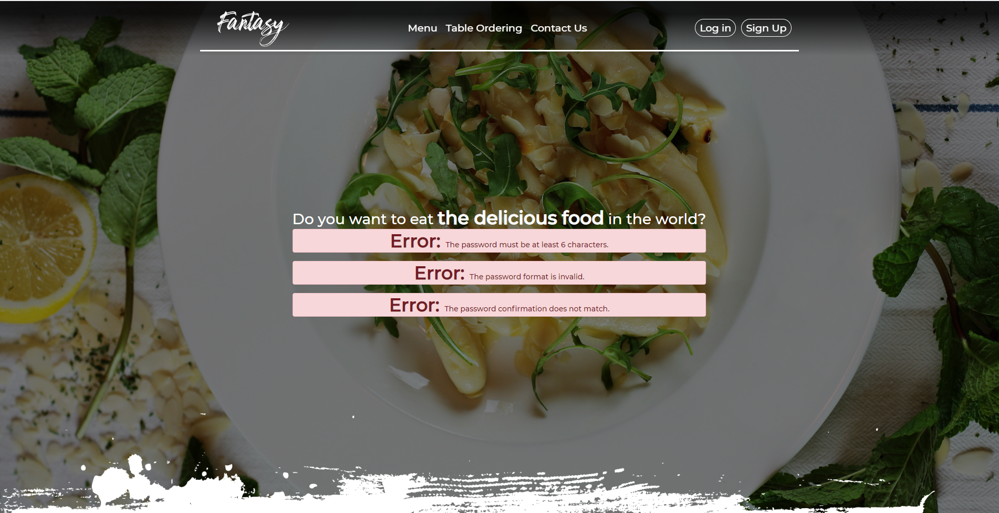 Fantasy
Menu Table Ordering Contact Us
Log in Sign Up
Do you want to eat the delicious food in the world?
Error: The password must be at least 6 characters.
Error: The password format is invalid.
Error: The password confirmation does not match.